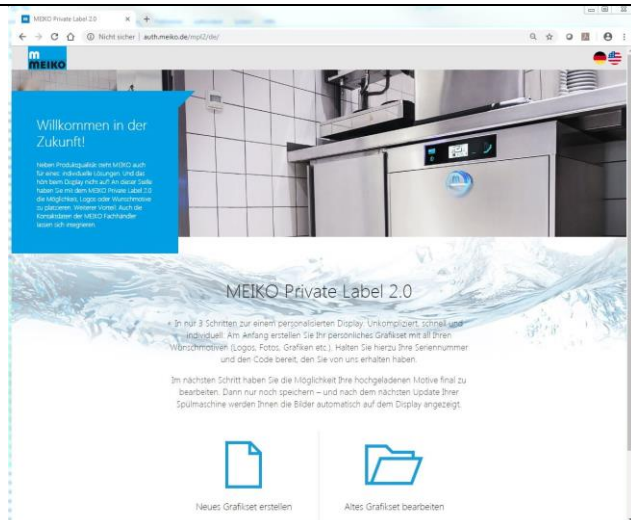 MEIKO Private Label 2.0
Nicht sicher | auth.meiko.de/mpl2/de/
m
MEIKO
Willkommen in der
Zukunft!
Neben Produktqualität steht MEIKO auch
für eines: individuelle Lösungen. Und das
hört beim Display nicht auf! An dieser Stelle
haben Sie mit dem MEIKO Private Label 2.0
die Möglichkeit, Logos oder Wunschmotive
zu platzieren. Weiterer Vorteil: Auch die
Kontaktdaten der MEIKO Fachhändler
lassen sich integrieren.
MEIKO Private Label 2.0
In nur 3 Schritten zur einem personalisierten Display. Unkompliziert, schnell und
individuell: Am Anfang erstellen Sie Ihr persönliches Grafikset mit all Ihren
Wunschmotiven (Logos, Fotos, Grafiken etc.). Halten Sie hierzu Ihre Seriennummer
und den Code bereit, den Sie von uns erhalten haben.
Im nächsten Schritt haben Sie die Möglichkeit Ihre hochgeladenen Motive final zu
bearbeiten. Dann nur noch speichern – und nach dem nächsten Update Ihrer
Spülmaschine werden Ihnen die Bilder automatisch auf dem Display angezeigt.
Neues Grafikset erstellen
Altes Grafikset bearbeiten